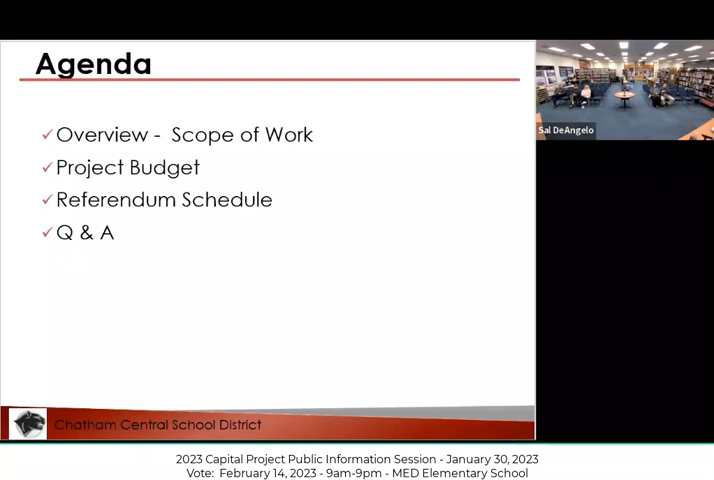 Agenda
Overview - Scope of Work
Project Budget
Referendum Schedule
Q & A
Sal DeAngelo
Chatham Central School District
2023 Capital Project Public Information Session - January 30, 2023
Vote: February 14, 2023 - 9am-9pm - MED Elementary School